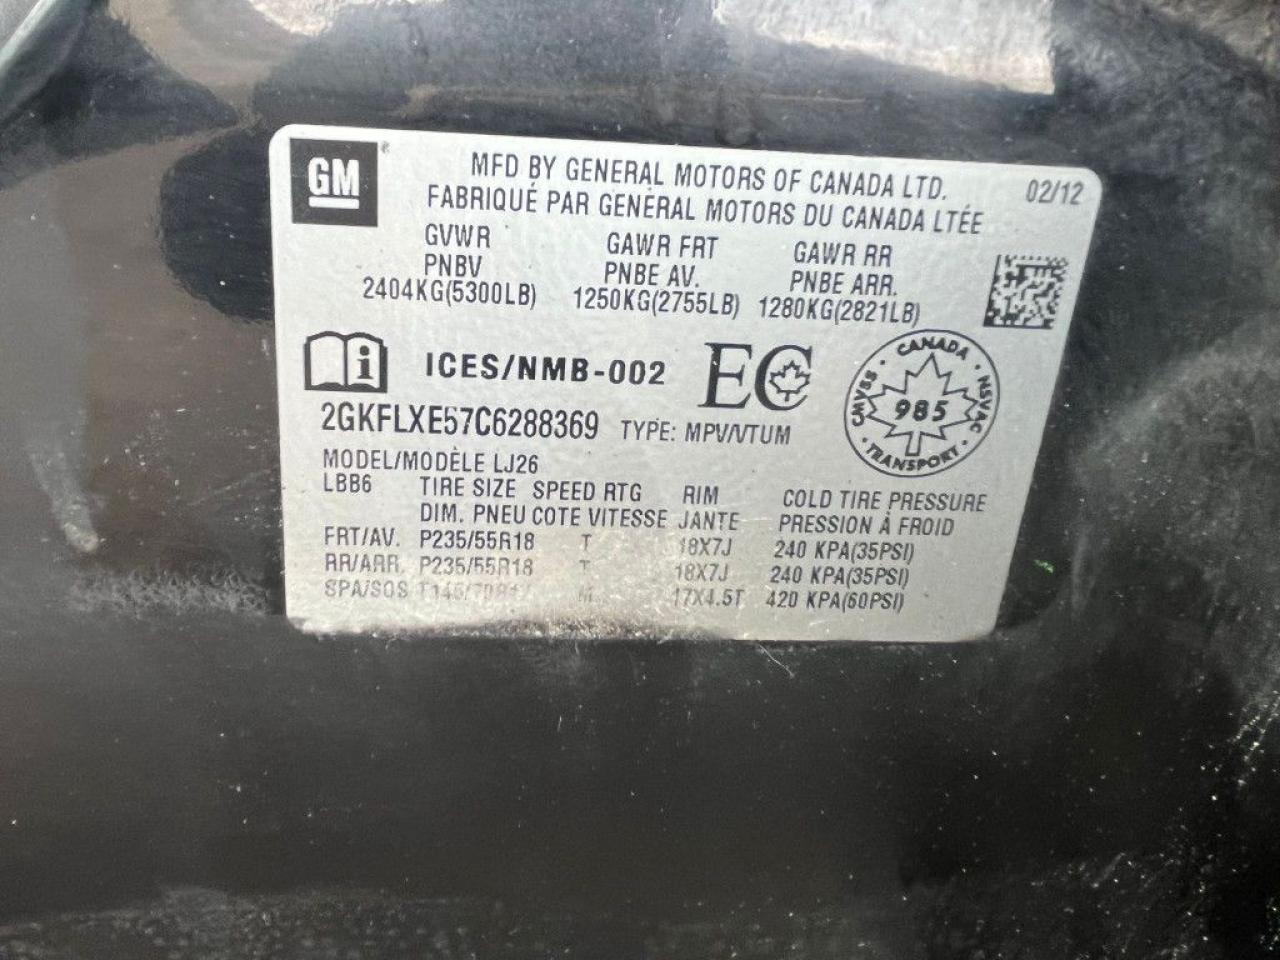 GM
MFD BY GENERAL MOTORS OF CANADA LTD. 02/12
FABRIQUÉ PAR GENERAL MOTORS DU CANADA LTÉE
GVWR GAWR FRT GAWR RR
PNBV PNBE AV. PNBE ARR.
2404KG(5300LB) 1250KG(2755LB) 1280KG(2821LB)
i ICES/NMB-002 EC
CANADA · NSVAC · TRANSPORT · CMVSS
985
2GKFLXE57C6288369 TYPE: MPV/VTUM
MODEL/MODÈLE LJ26
LBB6 TIRE SIZE SPEED RTG RIM COLD TIRE PRESSURE
DIM. PNEU COTE VITESSE JANTE PRESSION À FROID
FRT/AV. P235/55R18 T 18X7J 240 KPA(35PSI)
RR/ARR. P235/55R18 T 18X7J 240 KPA(35PSI)
SPA/SOS M 17X4.5T 420 KPA(60PSI)